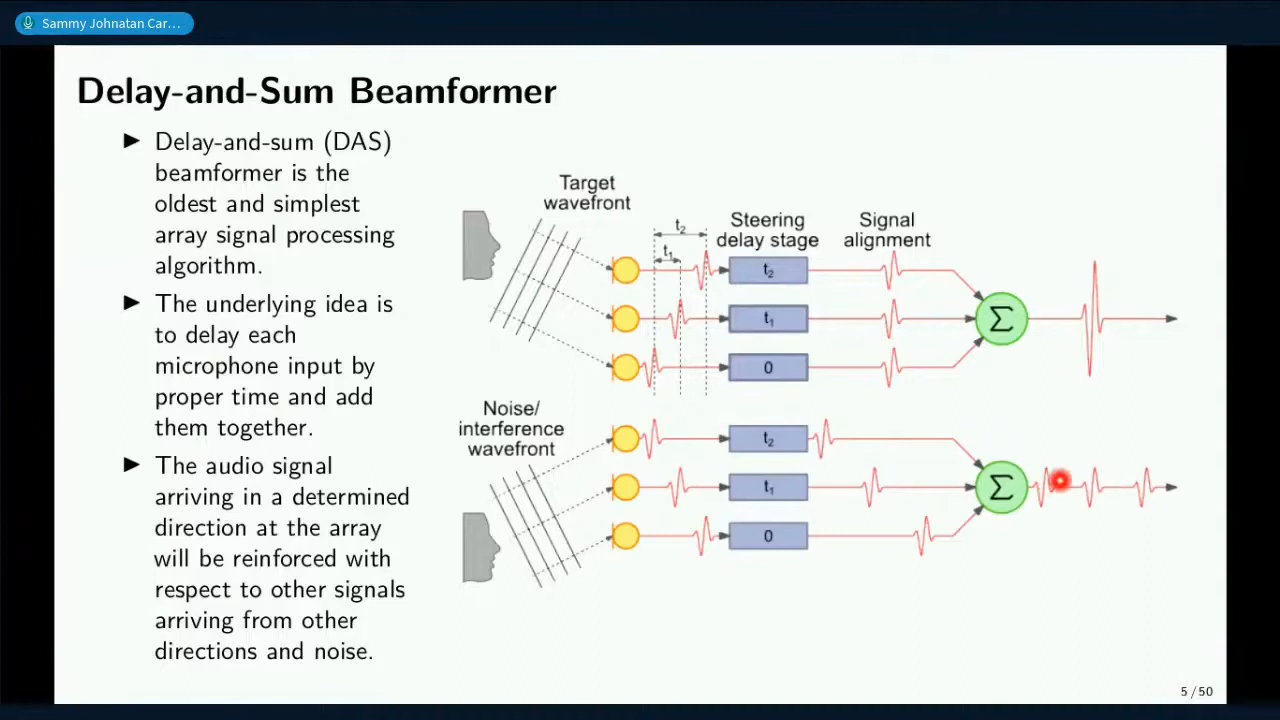 Sammy Johnatan Car…
Delay-and-Sum Beamformer
▶ Delay-and-sum (DAS)
beamformer is the
oldest and simplest
array signal processing
algorithm.
▶ The underlying idea is
to delay each
microphone input by
proper time and add
them together.
▶ The audio signal
arriving in a determined
direction at the array
will be reinforced with
respect to other signals
arriving from other
directions and noise.
Target
wavefront
t₂
t₁
Steering
delay stage
Signal
alignment
t₂
t₁
0
Σ
Noise/
interference
wavefront
t₂
t₁
0
Σ
5 / 50